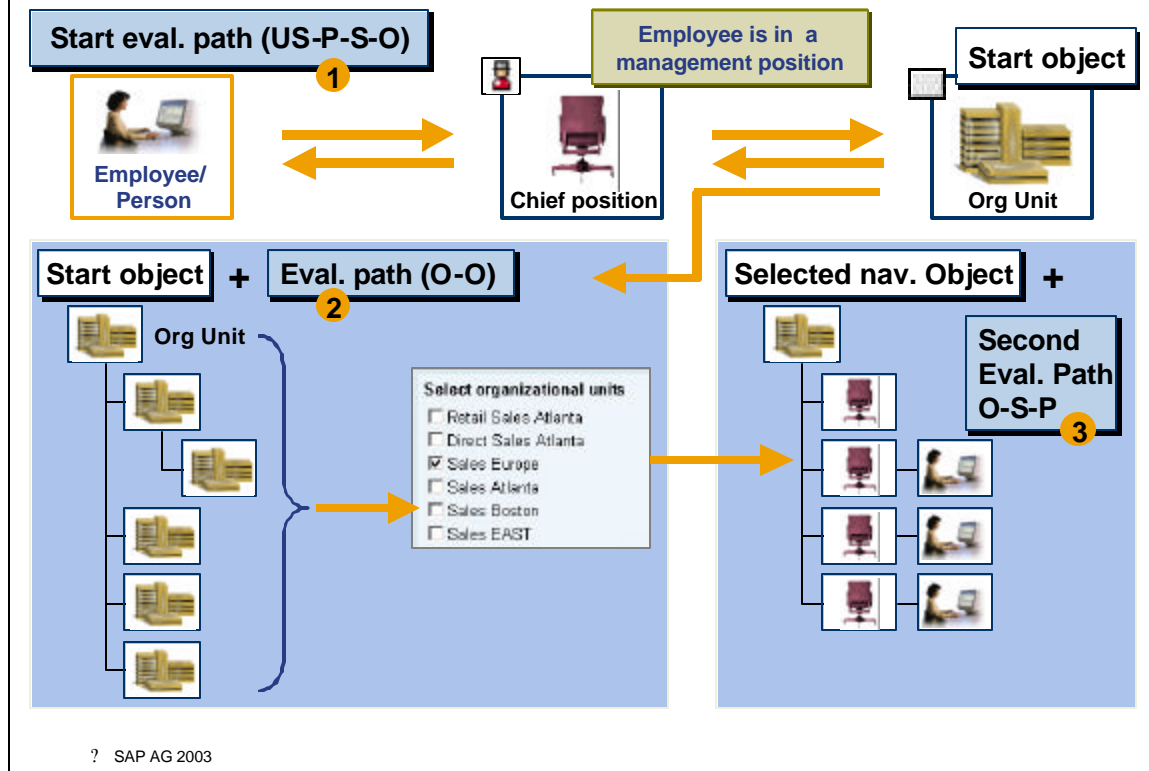 Start eval. path (US-P-S-O)
1
Employee is in a
management position
Start object
Employee/
Person
Chief position
Org Unit
Start object
+
Eval. path (O-O)
2
Org Unit
Select organizational units
Retail Sales Atlanta
Direct Sales Atlanta
Sales Europe
Sales Atlanta
Sales Boston
Sales EAST
Selected nav. Object
+
Second
Eval. Path
O-S-P
3
? SAP AG 2003